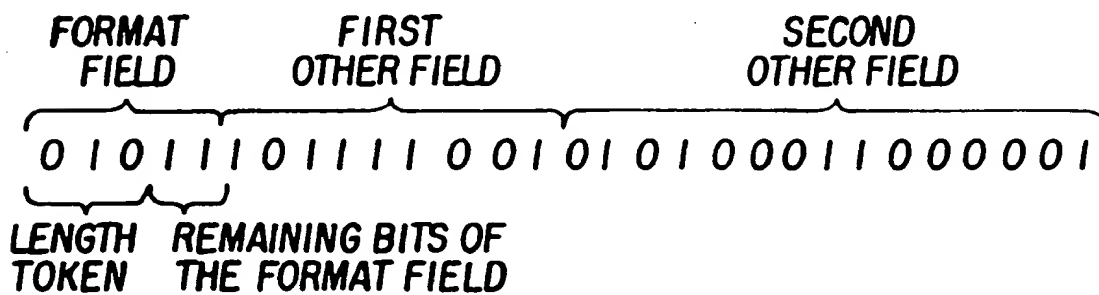 FORMAT FIRST SECOND
FIELD OTHER FIELD OTHER FIELD
0 1 0 1 1 1 0 1 1 1 1 0 0 1 0 1 0 1 0 0 0 1 1 0 0 0 0 0 1
LENGTH REMAINING BITS OF
TOKEN THE FORMAT FIELD